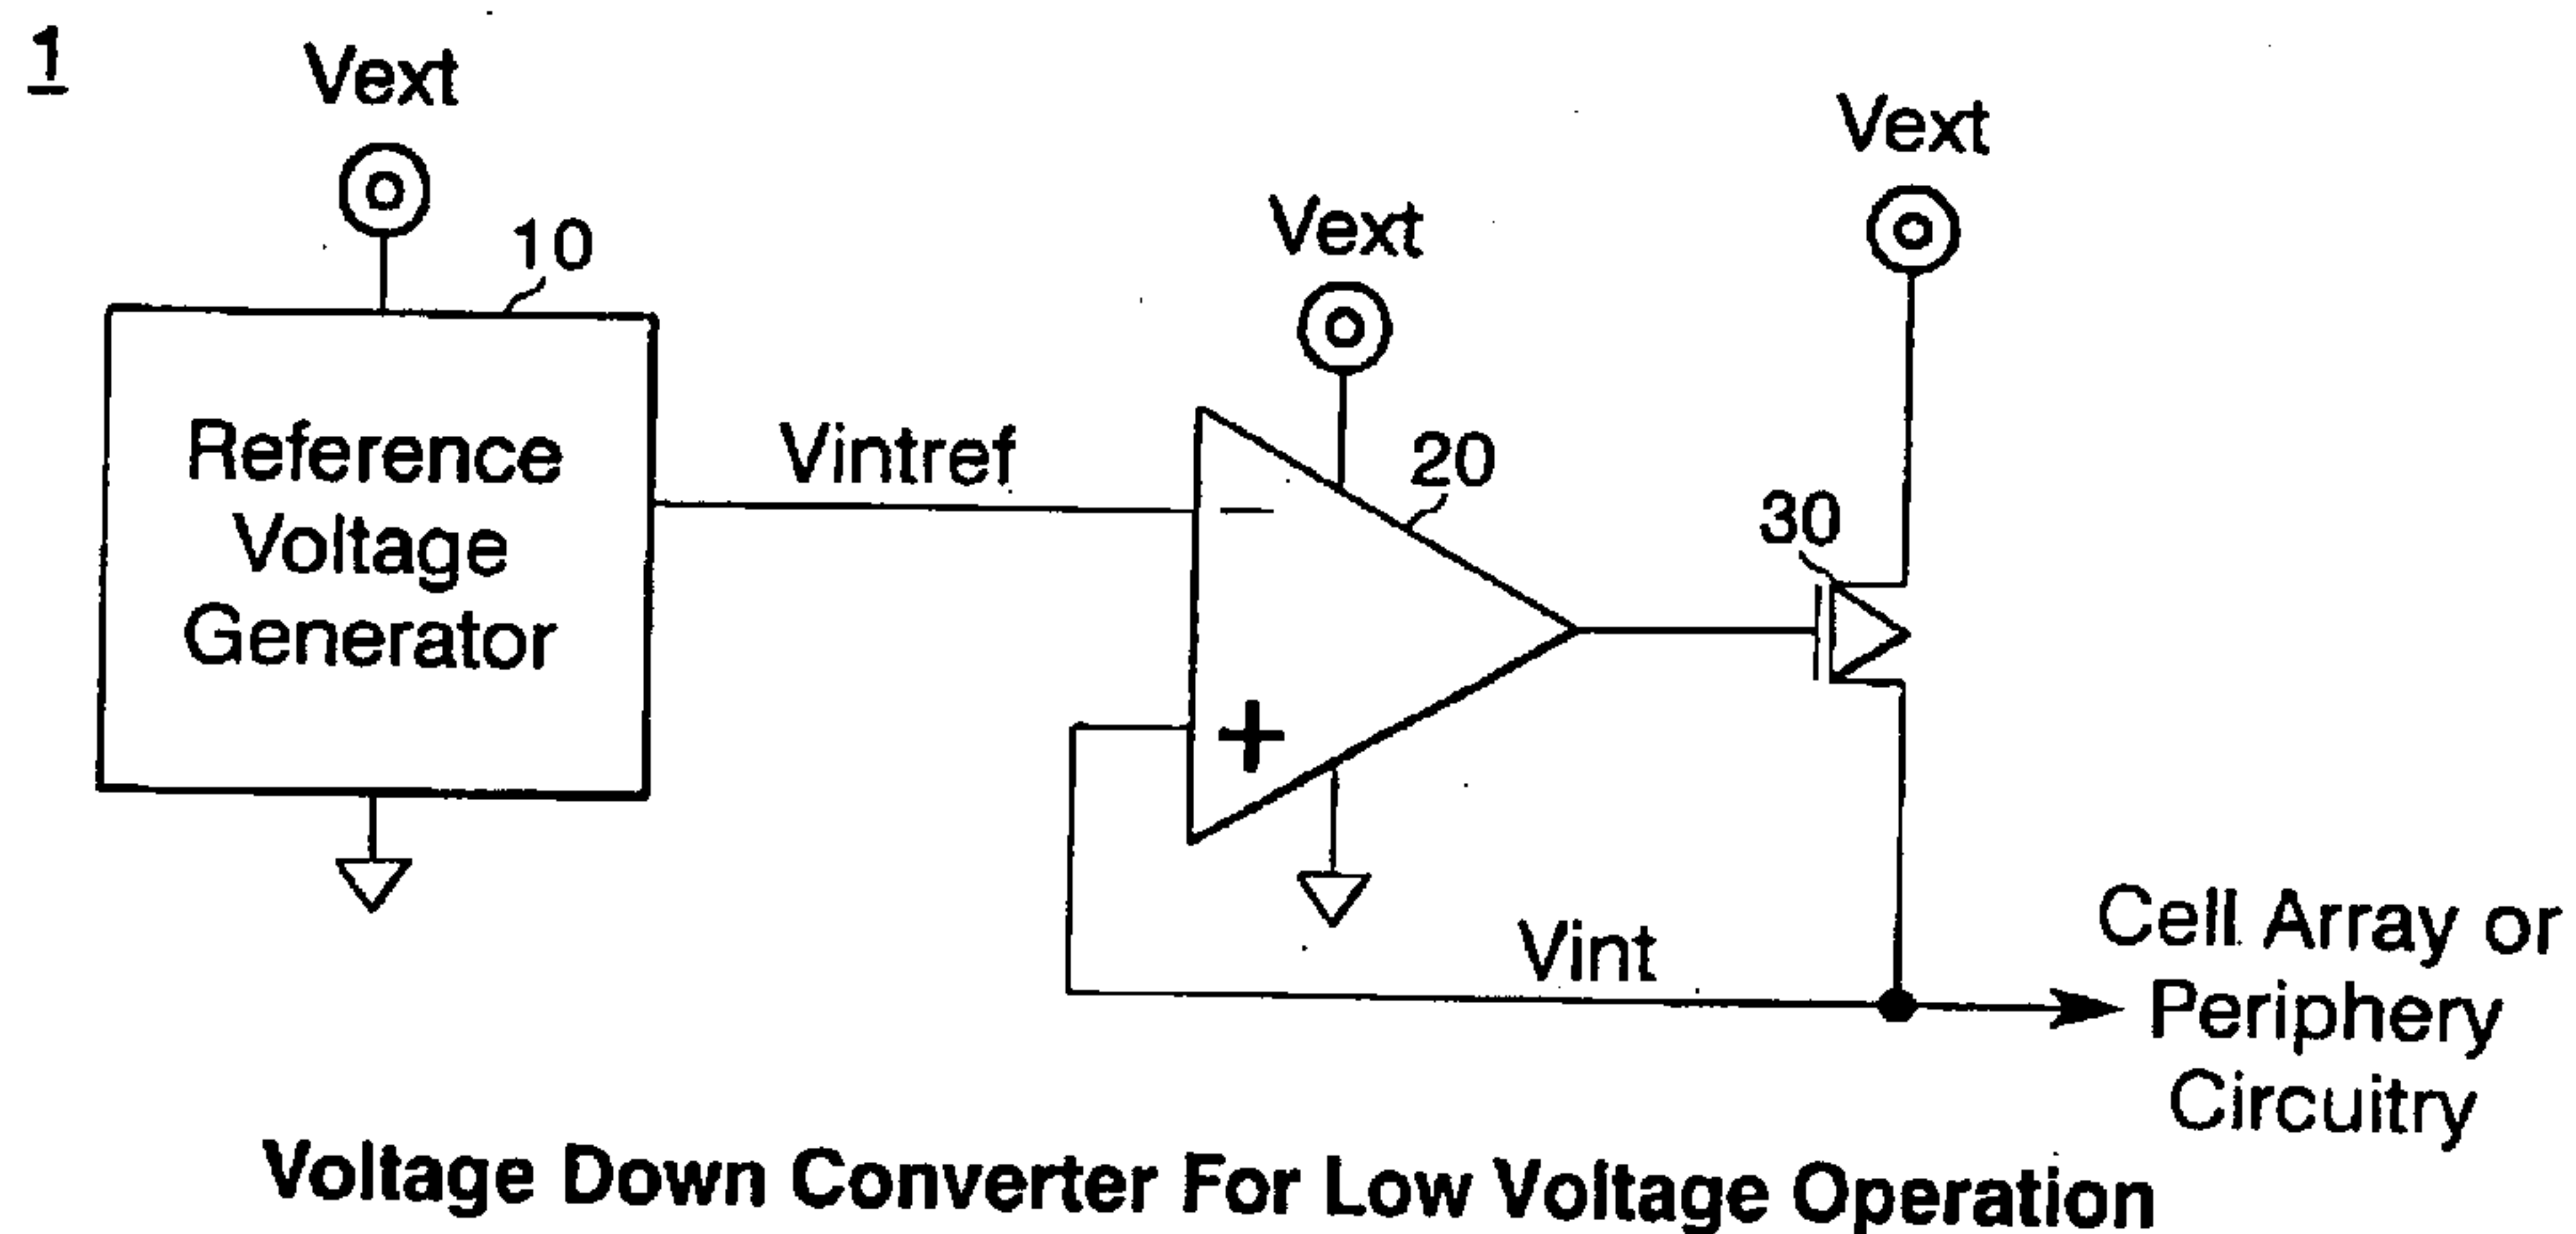 1
Vext
10
Reference
Voltage
Generator
Vintref
Vext
20
−
+
Vext
30
Vint
Cell Array or
Periphery
Circuitry
Voltage Down Converter For Low Voltage Operation